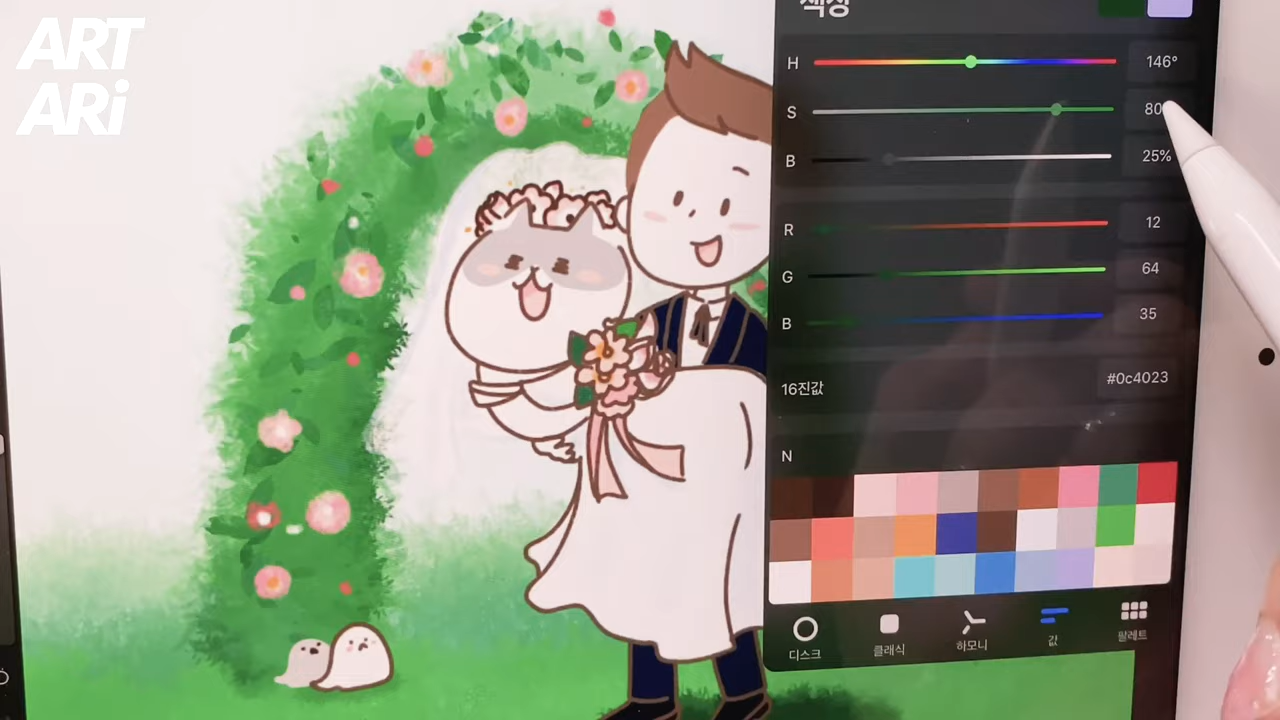 ART
ARi
색상
H 146°
S 80
B 25%
R 12
G 64
B 35
16진값 #0c4023
N
디스크 클래식 하모니 값 팔레트